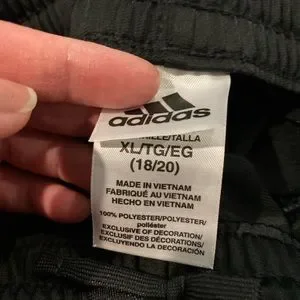 adidas
XL/TG/EG
(18/20)
MADE IN VIETNAM
FABRIQUÉ AU VIETNAM
HECHO EN VIETNAM
100% POLYESTER/POLYESTER/
poliéster
EXCLUSIVE OF DECORATION/
EXCLUSIF DES DÉCORATIONS/
EXCLUYENDO LA DECORACIÓN